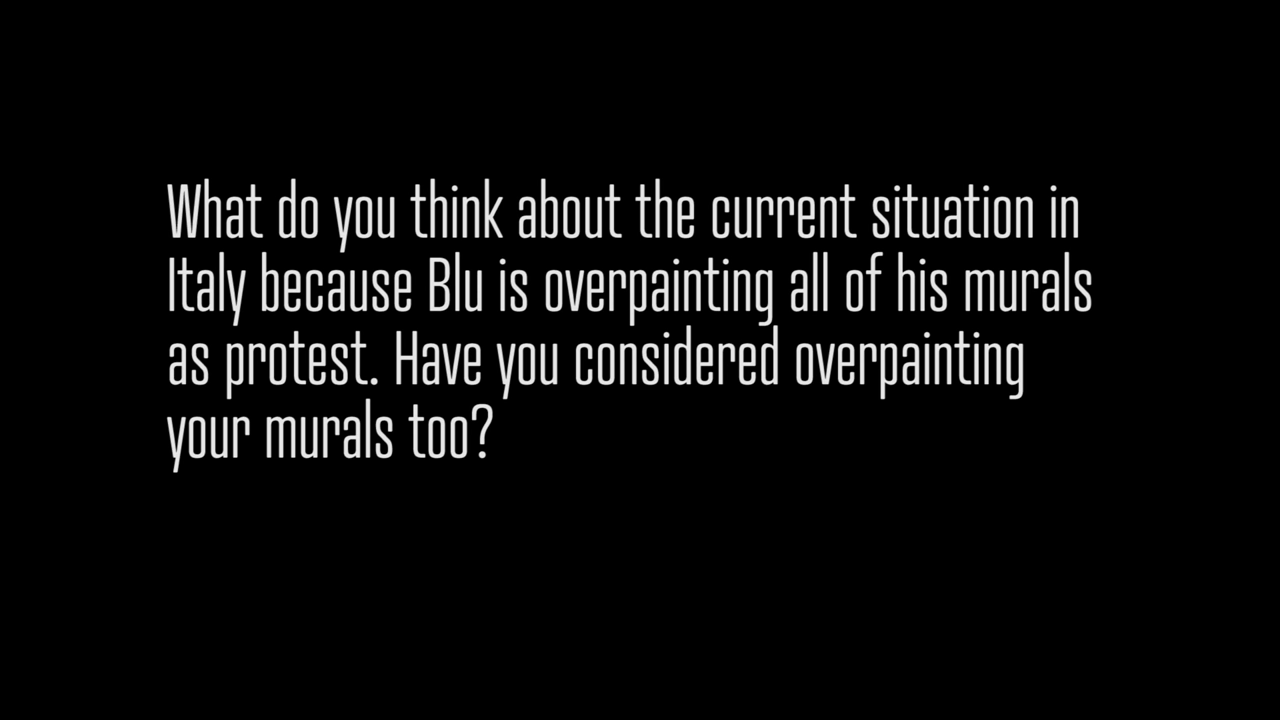 What do you think about the current situation in
Italy because Blu is overpainting all of his murals
as protest. Have you considered overpainting
your murals too?